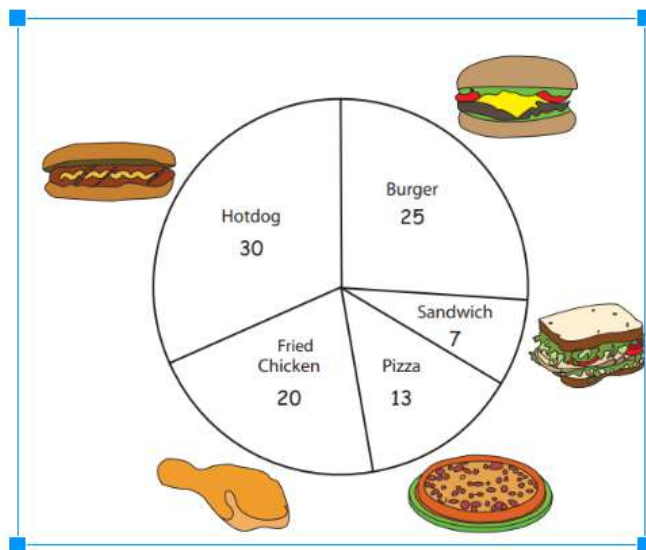 Burger
25
Hotdog
30
Sandwich
7
Fried
Chicken
20
Pizza
13